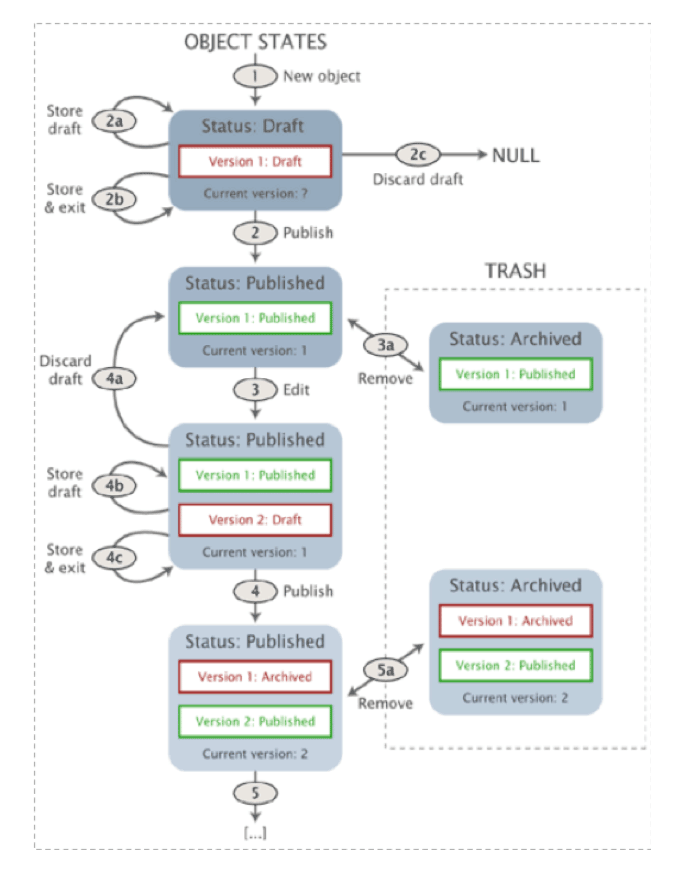 OBJECT STATES
1
New object
Store
draft
2a
Status: Draft
Version 1: Draft
Current version: ?
2c
NULL
Discard draft
Store
& exit
2b
2
Publish
TRASH
Status: Published
Version 1: Published
Current version: 1
3a
Remove
Status: Archived
Version 1: Published
Current version: 1
Discard
draft
4a
3
Edit
Status: Published
Version 1: Published
Version 2: Draft
Current version: 1
Store
draft
4b
Store
& exit
4c
4
Publish
Status: Published
Version 1: Archived
Version 2: Published
Current version: 2
5a
Remove
Status: Archived
Version 1: Archived
Version 2: Published
Current version: 2
5
[...]